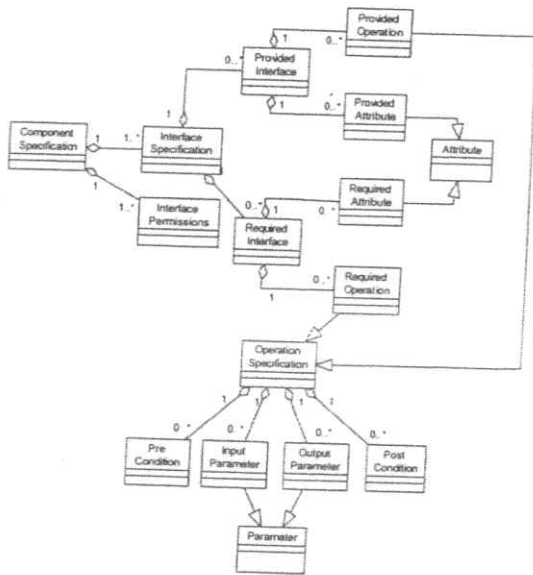 Provided
Operation
1
0..*
0..*
Provided
Interface
1
0..*
Provided
Attribute
1
Component
Specification
1
1..*
Interface
Specification
Attribute
1
1..*
Interface
Permissions
0..*
1
0..*
Required
Attribute
Required
Interface
1
0..*
Required
Operation
Operation
Specification
1
1
1
1
0..*
0..*
0..*
0..*
Pre
Condition
Input
Parameter
Output
Parameter
Post
Condition
Parameter